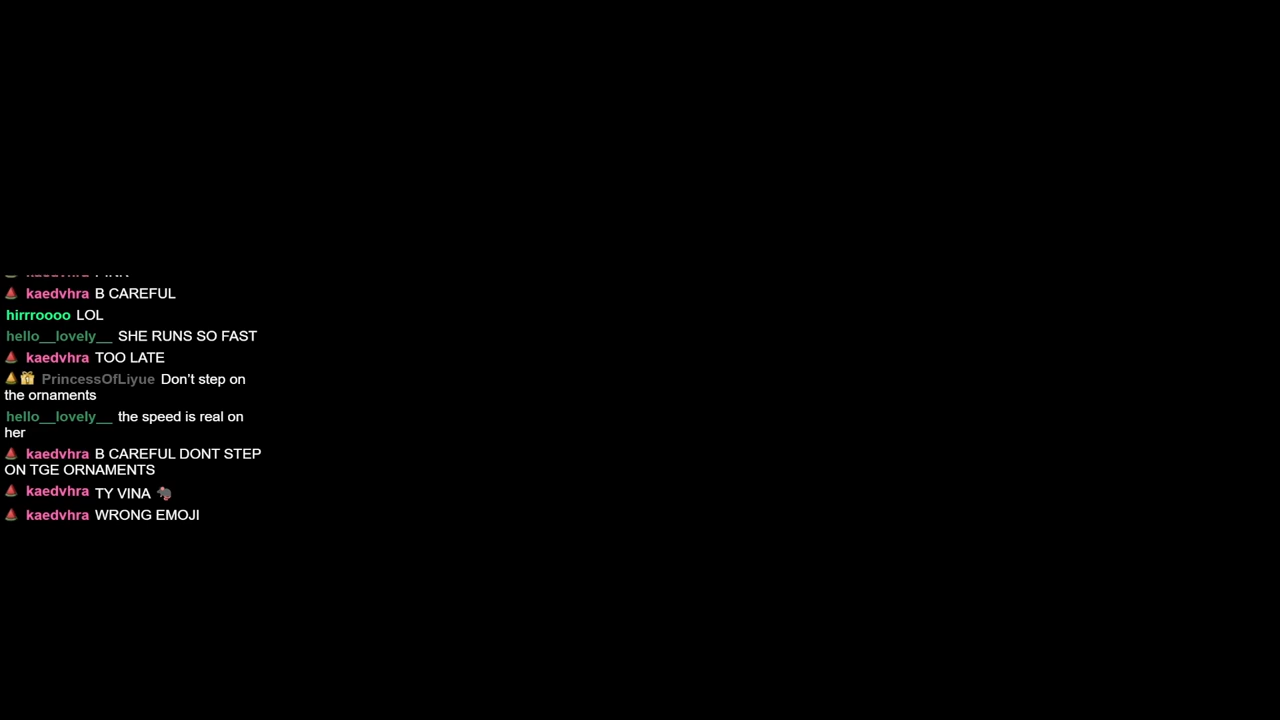 kaedvhra B CAREFUL
hirrroooo LOL
hello__lovely__ SHE RUNS SO FAST
kaedvhra TOO LATE
PrincessOfLiyue Don't step on
the ornaments
hello__lovely__ the speed is real on
her
kaedvhra B CAREFUL DONT STEP
ON TGE ORNAMENTS
kaedvhra TY VINA
kaedvhra WRONG EMOJI